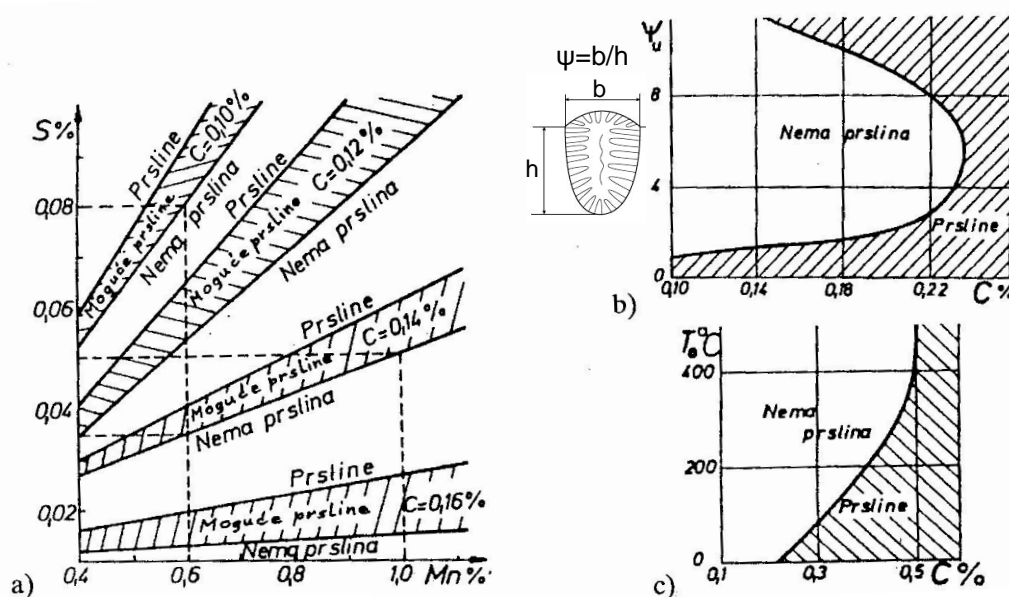 S%
0,08
0,06
0,04
0,02
Prsline
C=0,10%
Moguće prsline
Nema prslina
Prsline
C=0,12%
Moguće prsline
Nema prslina
Prsline
C=0,14%
Moguće prsline
Nema prslina
Prsline
C=0,16%
Moguće prsline
Nema prslina
a)
0,4 0,6 0,8 1,0 Mn%
ψ=b/h
b
h
Ψu
8
4
0
Nema prslina
Prsline
b)
0,10 0,14 0,18 0,22 C%
T₀°C
400
200
0
Nema
prslina
Prsline
c)
0,1 0,3 0,5 C%